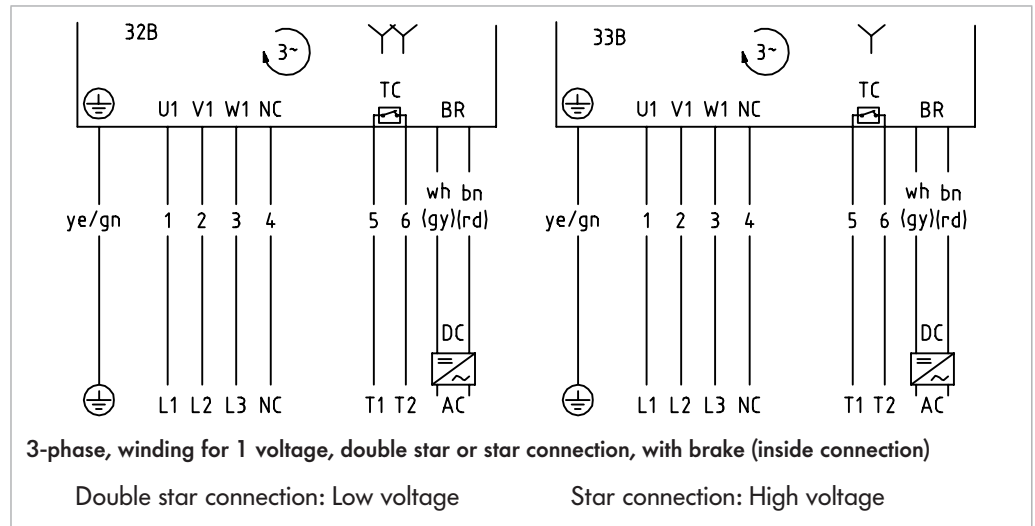 32B 3~ 33B 3~
TC TC
U1 V1 W1 NC BR U1 V1 W1 NC BR
wh bn wh bn
ye/gn 1 2 3 4 5 6 (gy)(rd) ye/gn 1 2 3 4 5 6 (gy)(rd)
DC DC
= =
~ ~
L1 L2 L3 NC T1 T2 AC L1 L2 L3 NC T1 T2 AC
3-phase, winding for 1 voltage, double star or star connection, with brake (inside connection)
Double star connection: Low voltage Star connection: High voltage